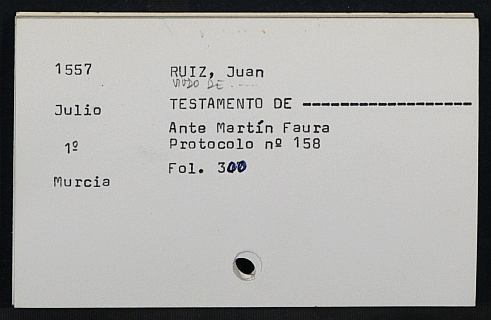 1557
RUIZ, Juan
VIUDO DE
Julio
TESTAMENTO DE ------------------
Ante Martín Faura
1º
Protocolo nº 158
Fol. 300
Murcia